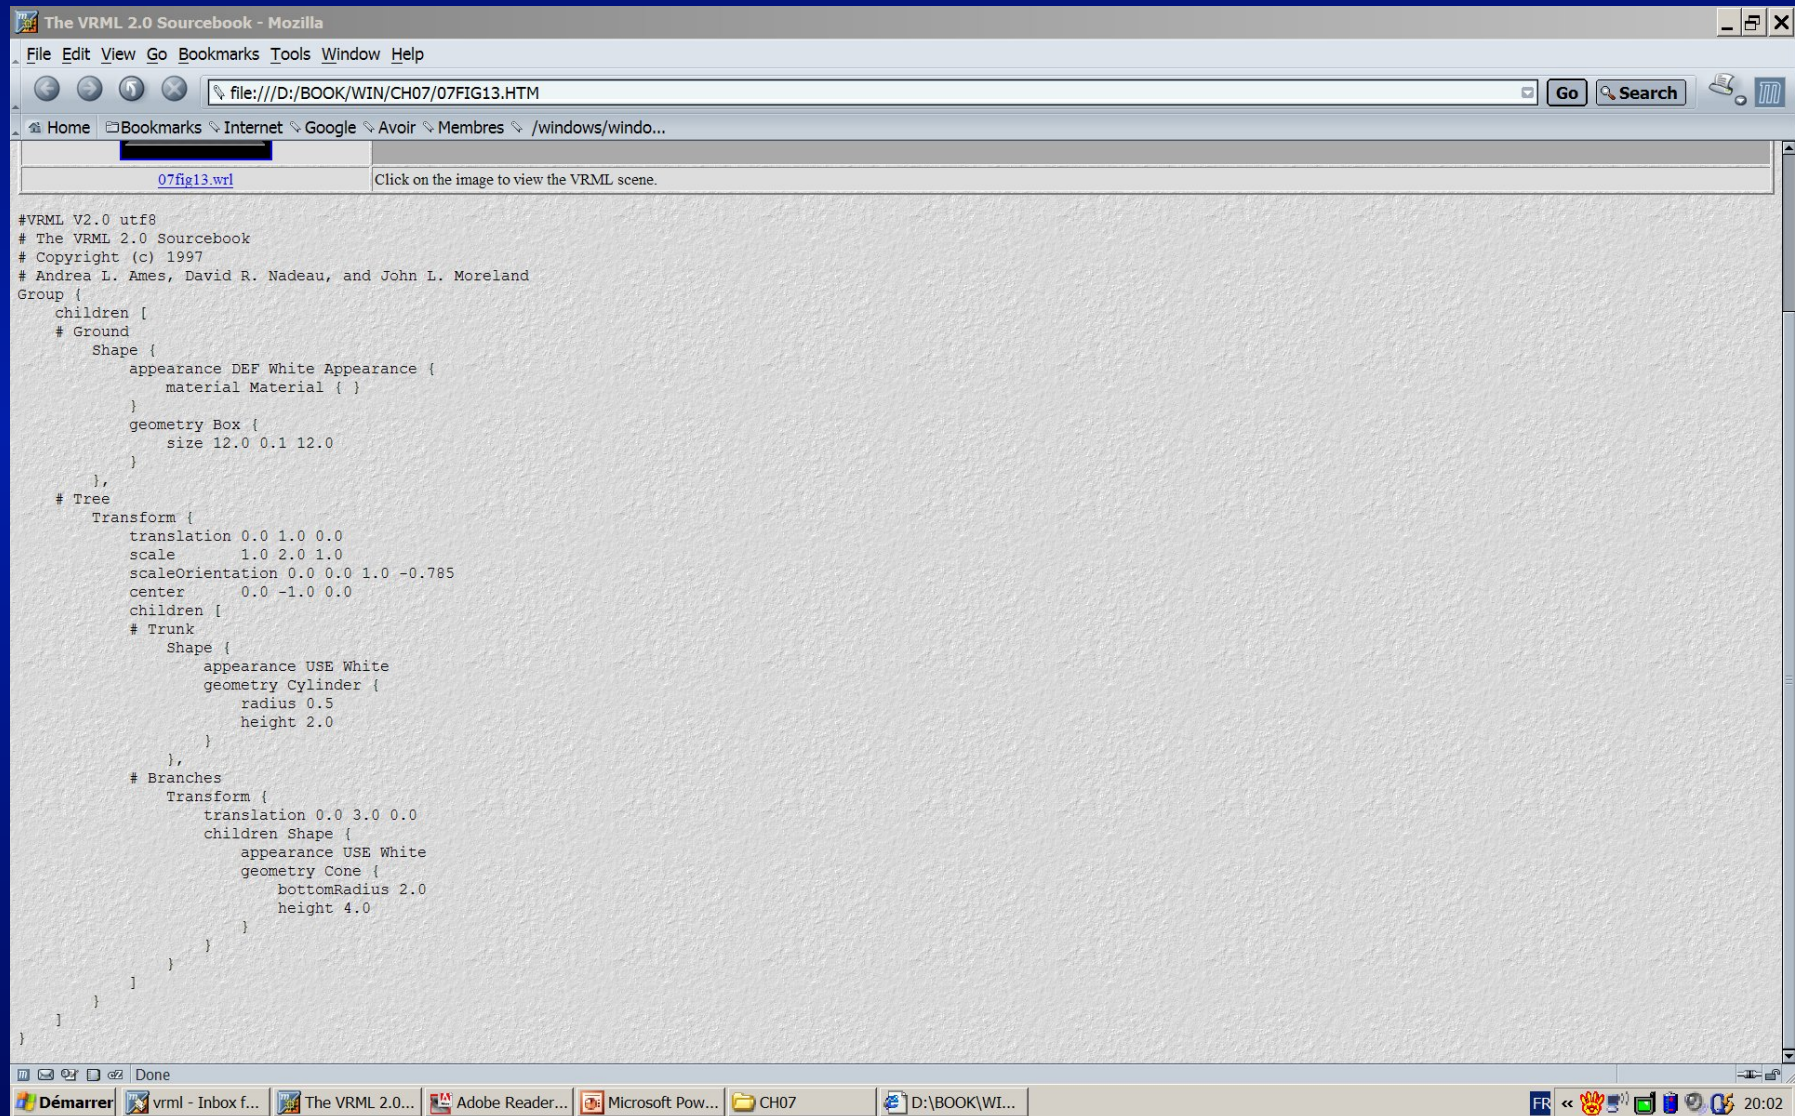 The VRML 2.0 Sourcebook - Mozilla
File Edit View Go Bookmarks Tools Window Help
file:///D:/BOOK/WIN/CH07/07FIG13.HTM Go Search
Home Bookmarks Internet Google Avoir Membres /windows/windo...
07fig13.wrl Click on the image to view the VRML scene.
#VRML V2.0 utf8
# The VRML 2.0 Sourcebook
# Copyright (c) 1997
# Andrea L. Ames, David R. Nadeau, and John L. Moreland
Group {
    children [
    # Ground
        Shape {
            appearance DEF White Appearance {
                material Material { }
            }
            geometry Box {
                size 12.0 0.1 12.0
            }
        },
    # Tree
        Transform {
            translation 0.0 1.0 0.0
            scale       1.0 2.0 1.0
            scaleOrientation 0.0 0.0 1.0 -0.785
            center      0.0 -1.0 0.0
            children [
            # Trunk
                Shape {
                    appearance USE White
                    geometry Cylinder {
                        radius 0.5
                        height 2.0
                    }
                },
            # Branches
                Transform {
                    translation 0.0 3.0 0.0
                    children Shape {
                        appearance USE White
                        geometry Cone {
                            bottomRadius 2.0
                            height 4.0
                        }
                    }
                }
            ]
        }
    ]
}
Done
Démarrer vrml - Inbox f... The VRML 2.0... Adobe Reader... Microsoft Pow... CH07 D:\BOOK\WI... FR « 20:02